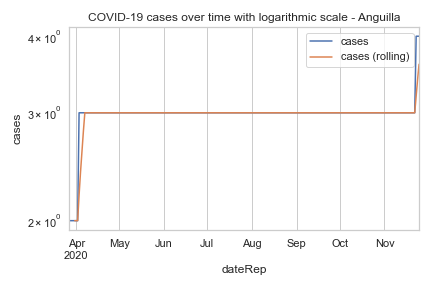 COVID-19 cases over time with logarithmic scale - Anguilla
4 × 10⁰
3 × 10⁰
2 × 10⁰
cases
cases
cases (rolling)
Apr
2020
May
Jun
Jul
Aug
Sep
Oct
Nov
dateRep